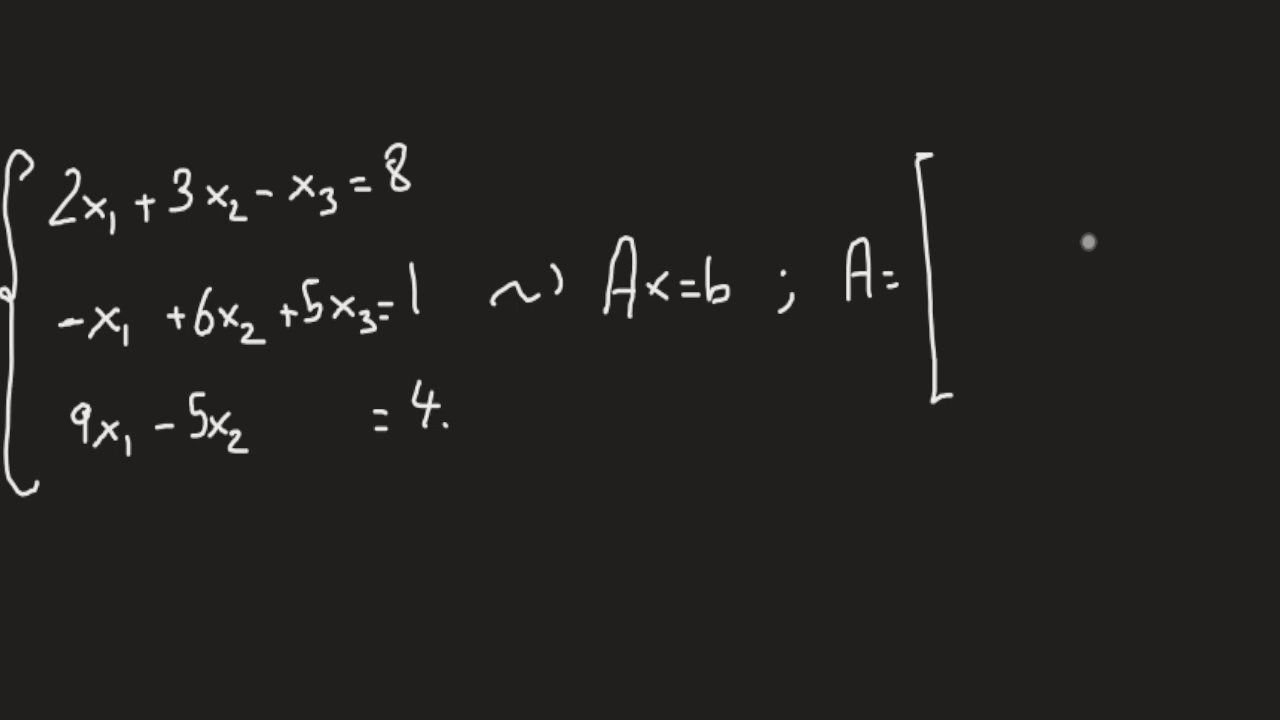 2x₁ + 3x₂ - x₃ = 8
-x₁ + 6x₂ + 5x₃ = 1 ⇝ Ax = b ; A = [
9x₁ - 5x₂ = 4.